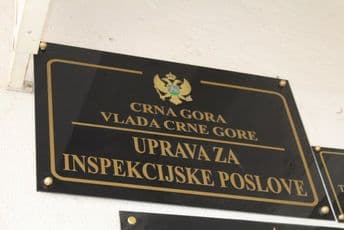 CRNA GORA
VLADA CRNE GORE
UPRAVA ZA
INSPEKCIJSKE POSLOVE